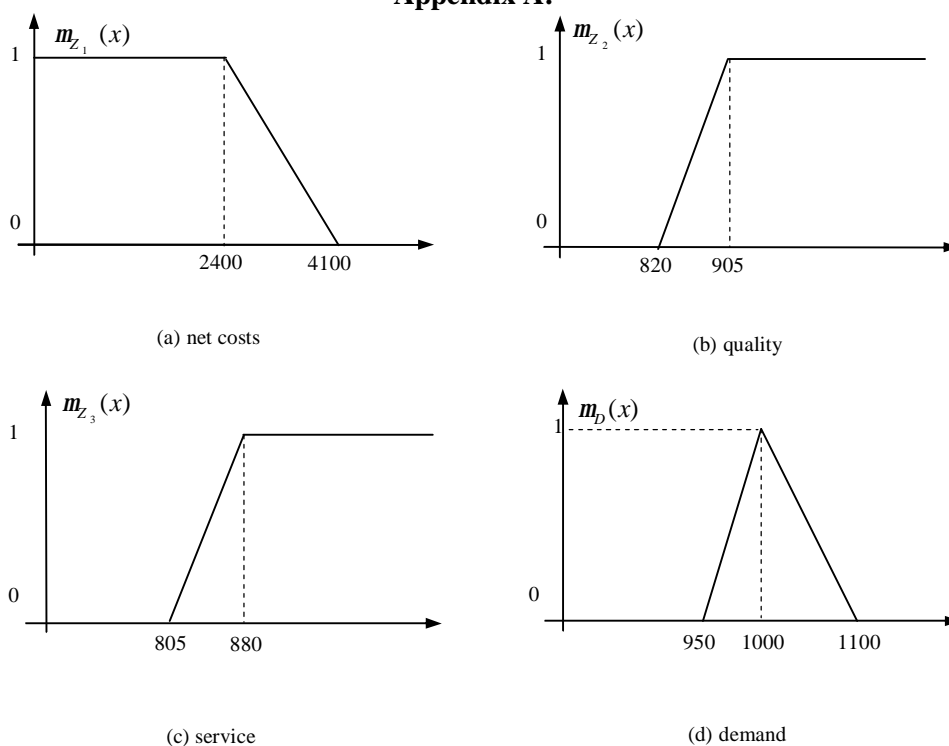 Appendix A:
m_{Z_1}(x)
1
0
2400 4100
(a) net costs
m_{Z_2}(x)
1
0
820 905
(b) quality
m_{Z_3}(x)
1
0
805 880
(c) service
m_D(x)
1
0
950 1000 1100
(d) demand